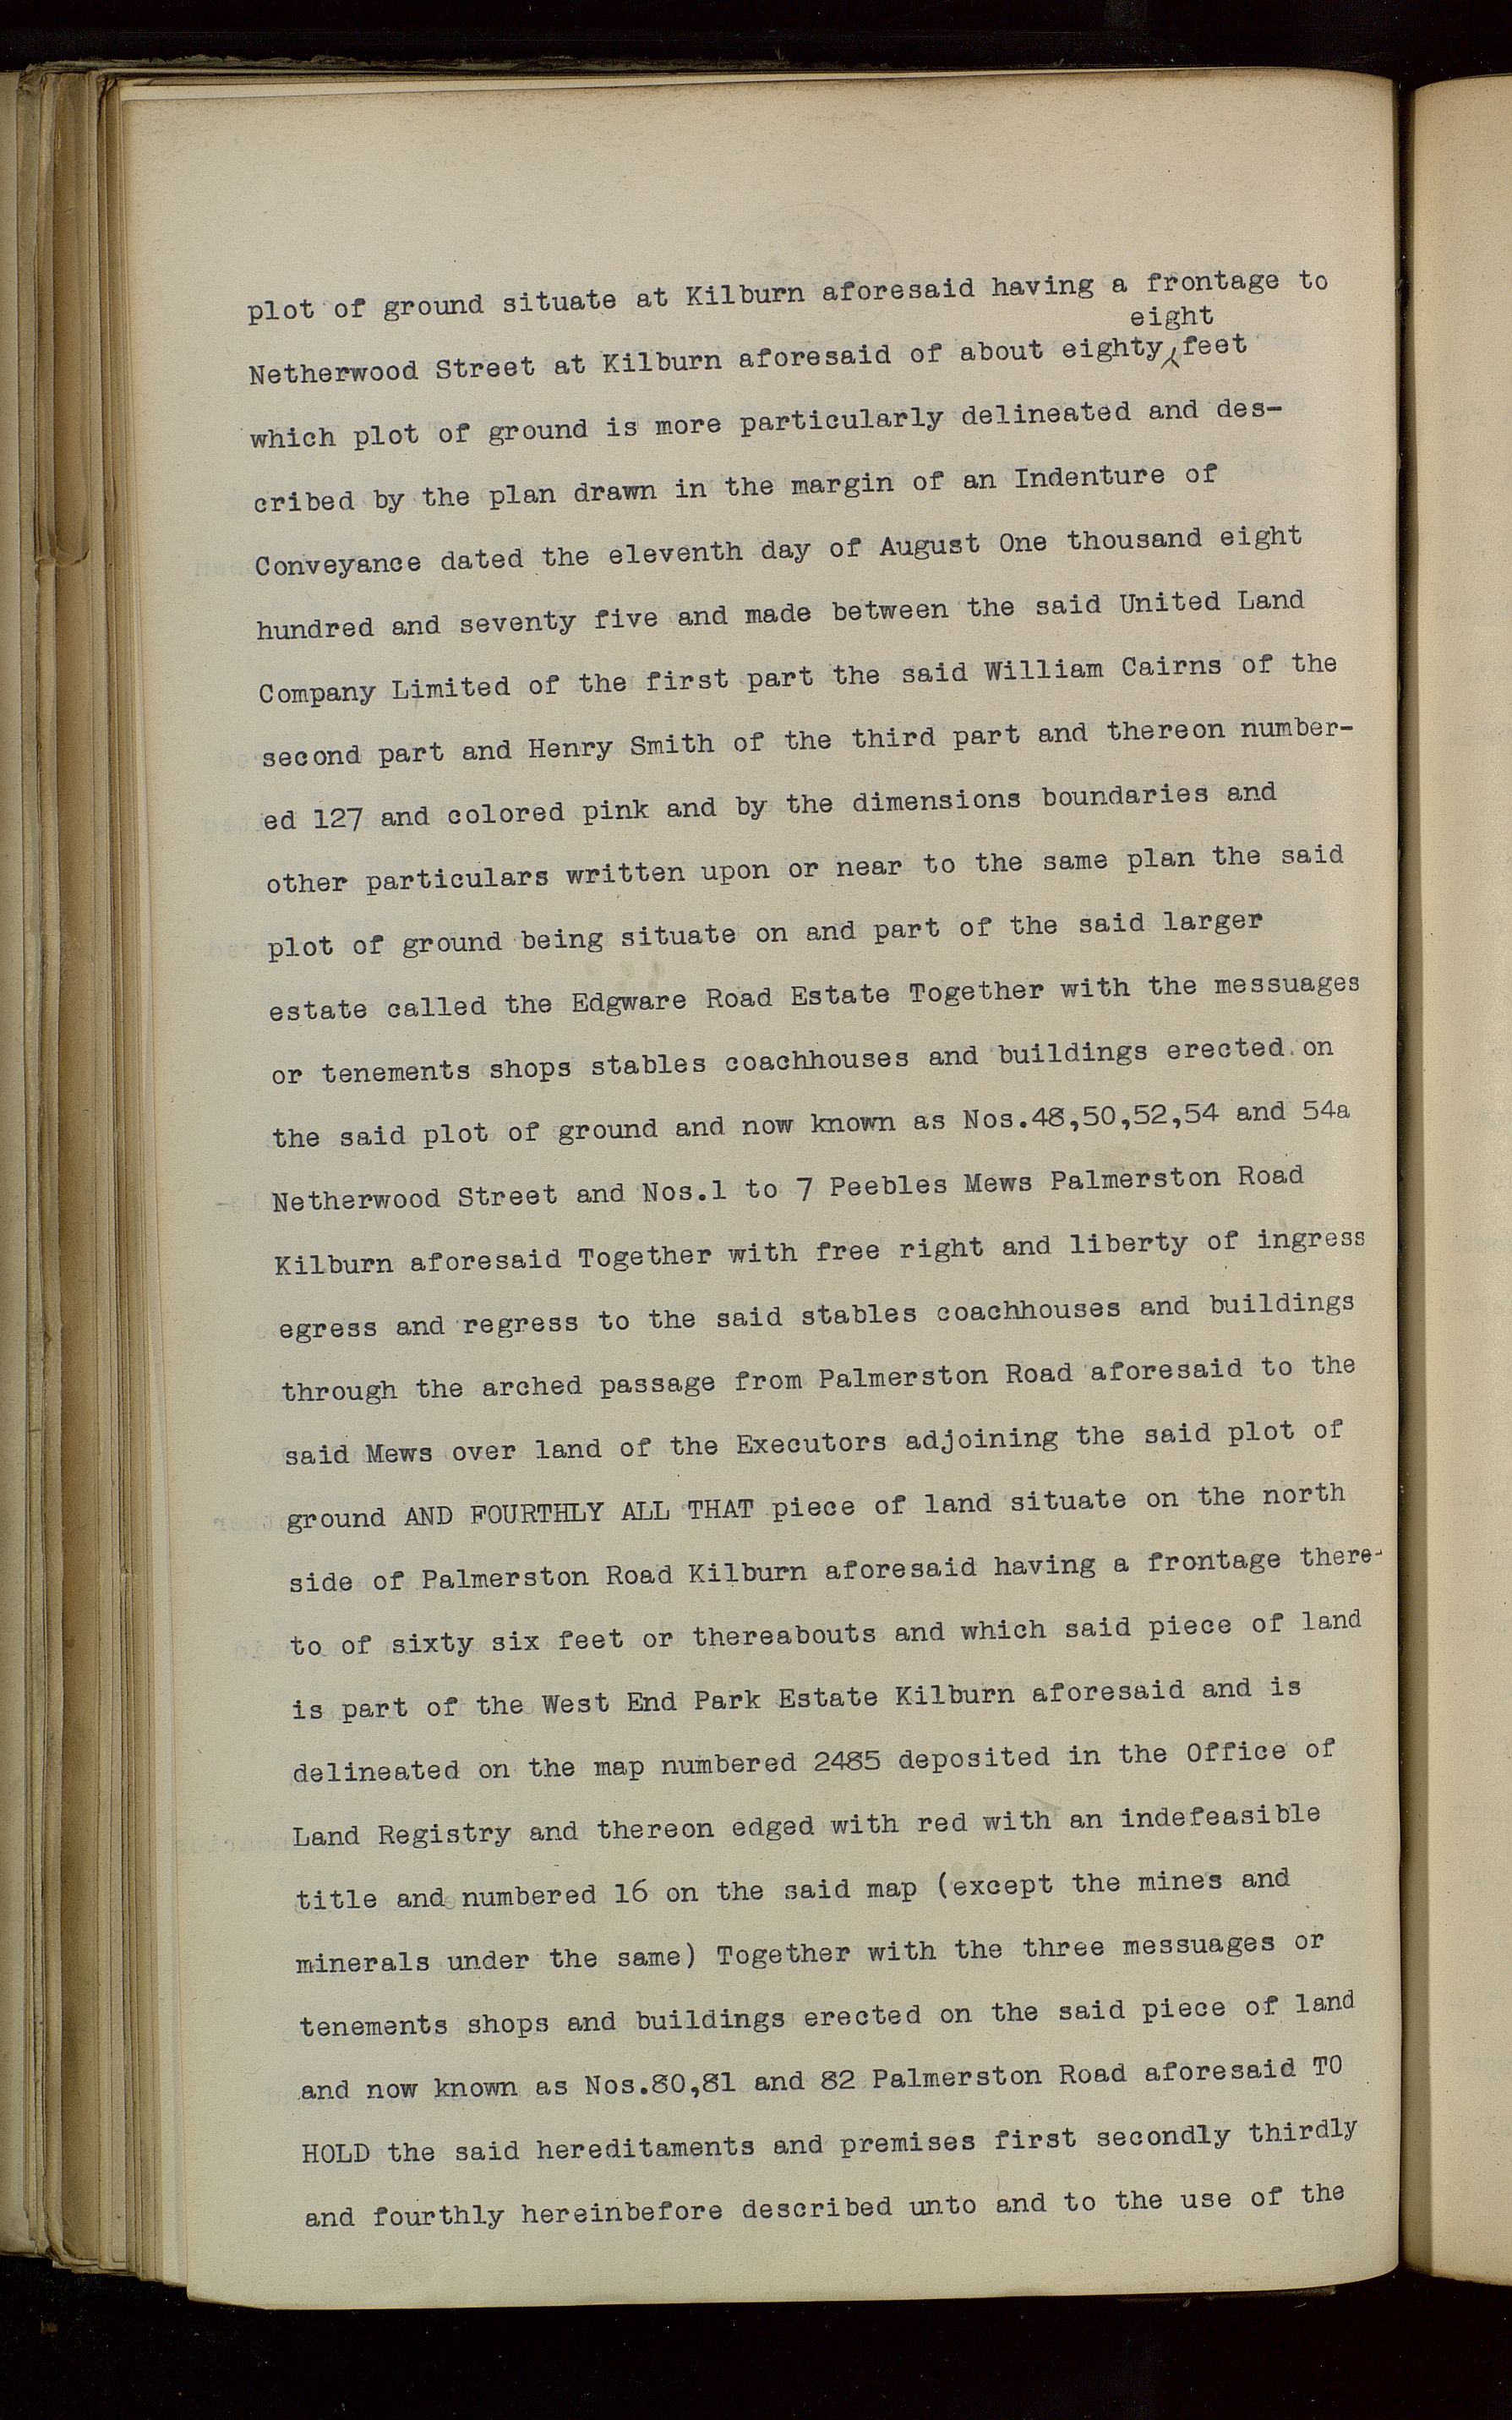 plot of ground situate at Kilburn aforesaid having a frontage to
eight
Netherwood Street at Kilburn aforesaid of about eighty feet
which plot of ground is more particularly delineated and des-
cribed by the plan drawn in the margin of an Indenture of
Conveyance dated the eleventh day of August One thousand eight
hundred and seventy five and made between the said United Land
Company Limited of the first part the said William Cairns of the
second part and Henry Smith of the third part and thereon number-
ed 127 and colored pink and by the dimensions boundaries and
other particulars written upon or near to the same plan the said
plot of ground being situate on and part of the said larger
estate called the Edgware Road Estate Together with the messuages
or tenements shops stables coachhouses and buildings erected on
the said plot of ground and now known as Nos.48,50,52,54 and 54a
Netherwood Street and Nos.1 to 7 Peebles Mews Palmerston Road
Kilburn aforesaid Together with free right and liberty of ingress
egress and regress to the said stables coachhouses and buildings
through the arched passage from Palmerston Road aforesaid to the
said Mews over land of the Executors adjoining the said plot of
ground AND FOURTHLY ALL THAT piece of land situate on the north
side of Palmerston Road Kilburn aforesaid having a frontage there-
to of sixty six feet or thereabouts and which said piece of land
is part of the West End Park Estate Kilburn aforesaid and is
delineated on the map numbered 2485 deposited in the Office of
Land Registry and thereon edged with red with an indefeasible
title and numbered 16 on the said map (except the mines and
minerals under the same) Together with the three messuages or
tenements shops and buildings erected on the said piece of land
and now known as Nos.80,81 and 82 Palmerston Road aforesaid TO
HOLD the said hereditaments and premises first secondly thirdly
and fourthly hereinbefore described unto and to the use of the